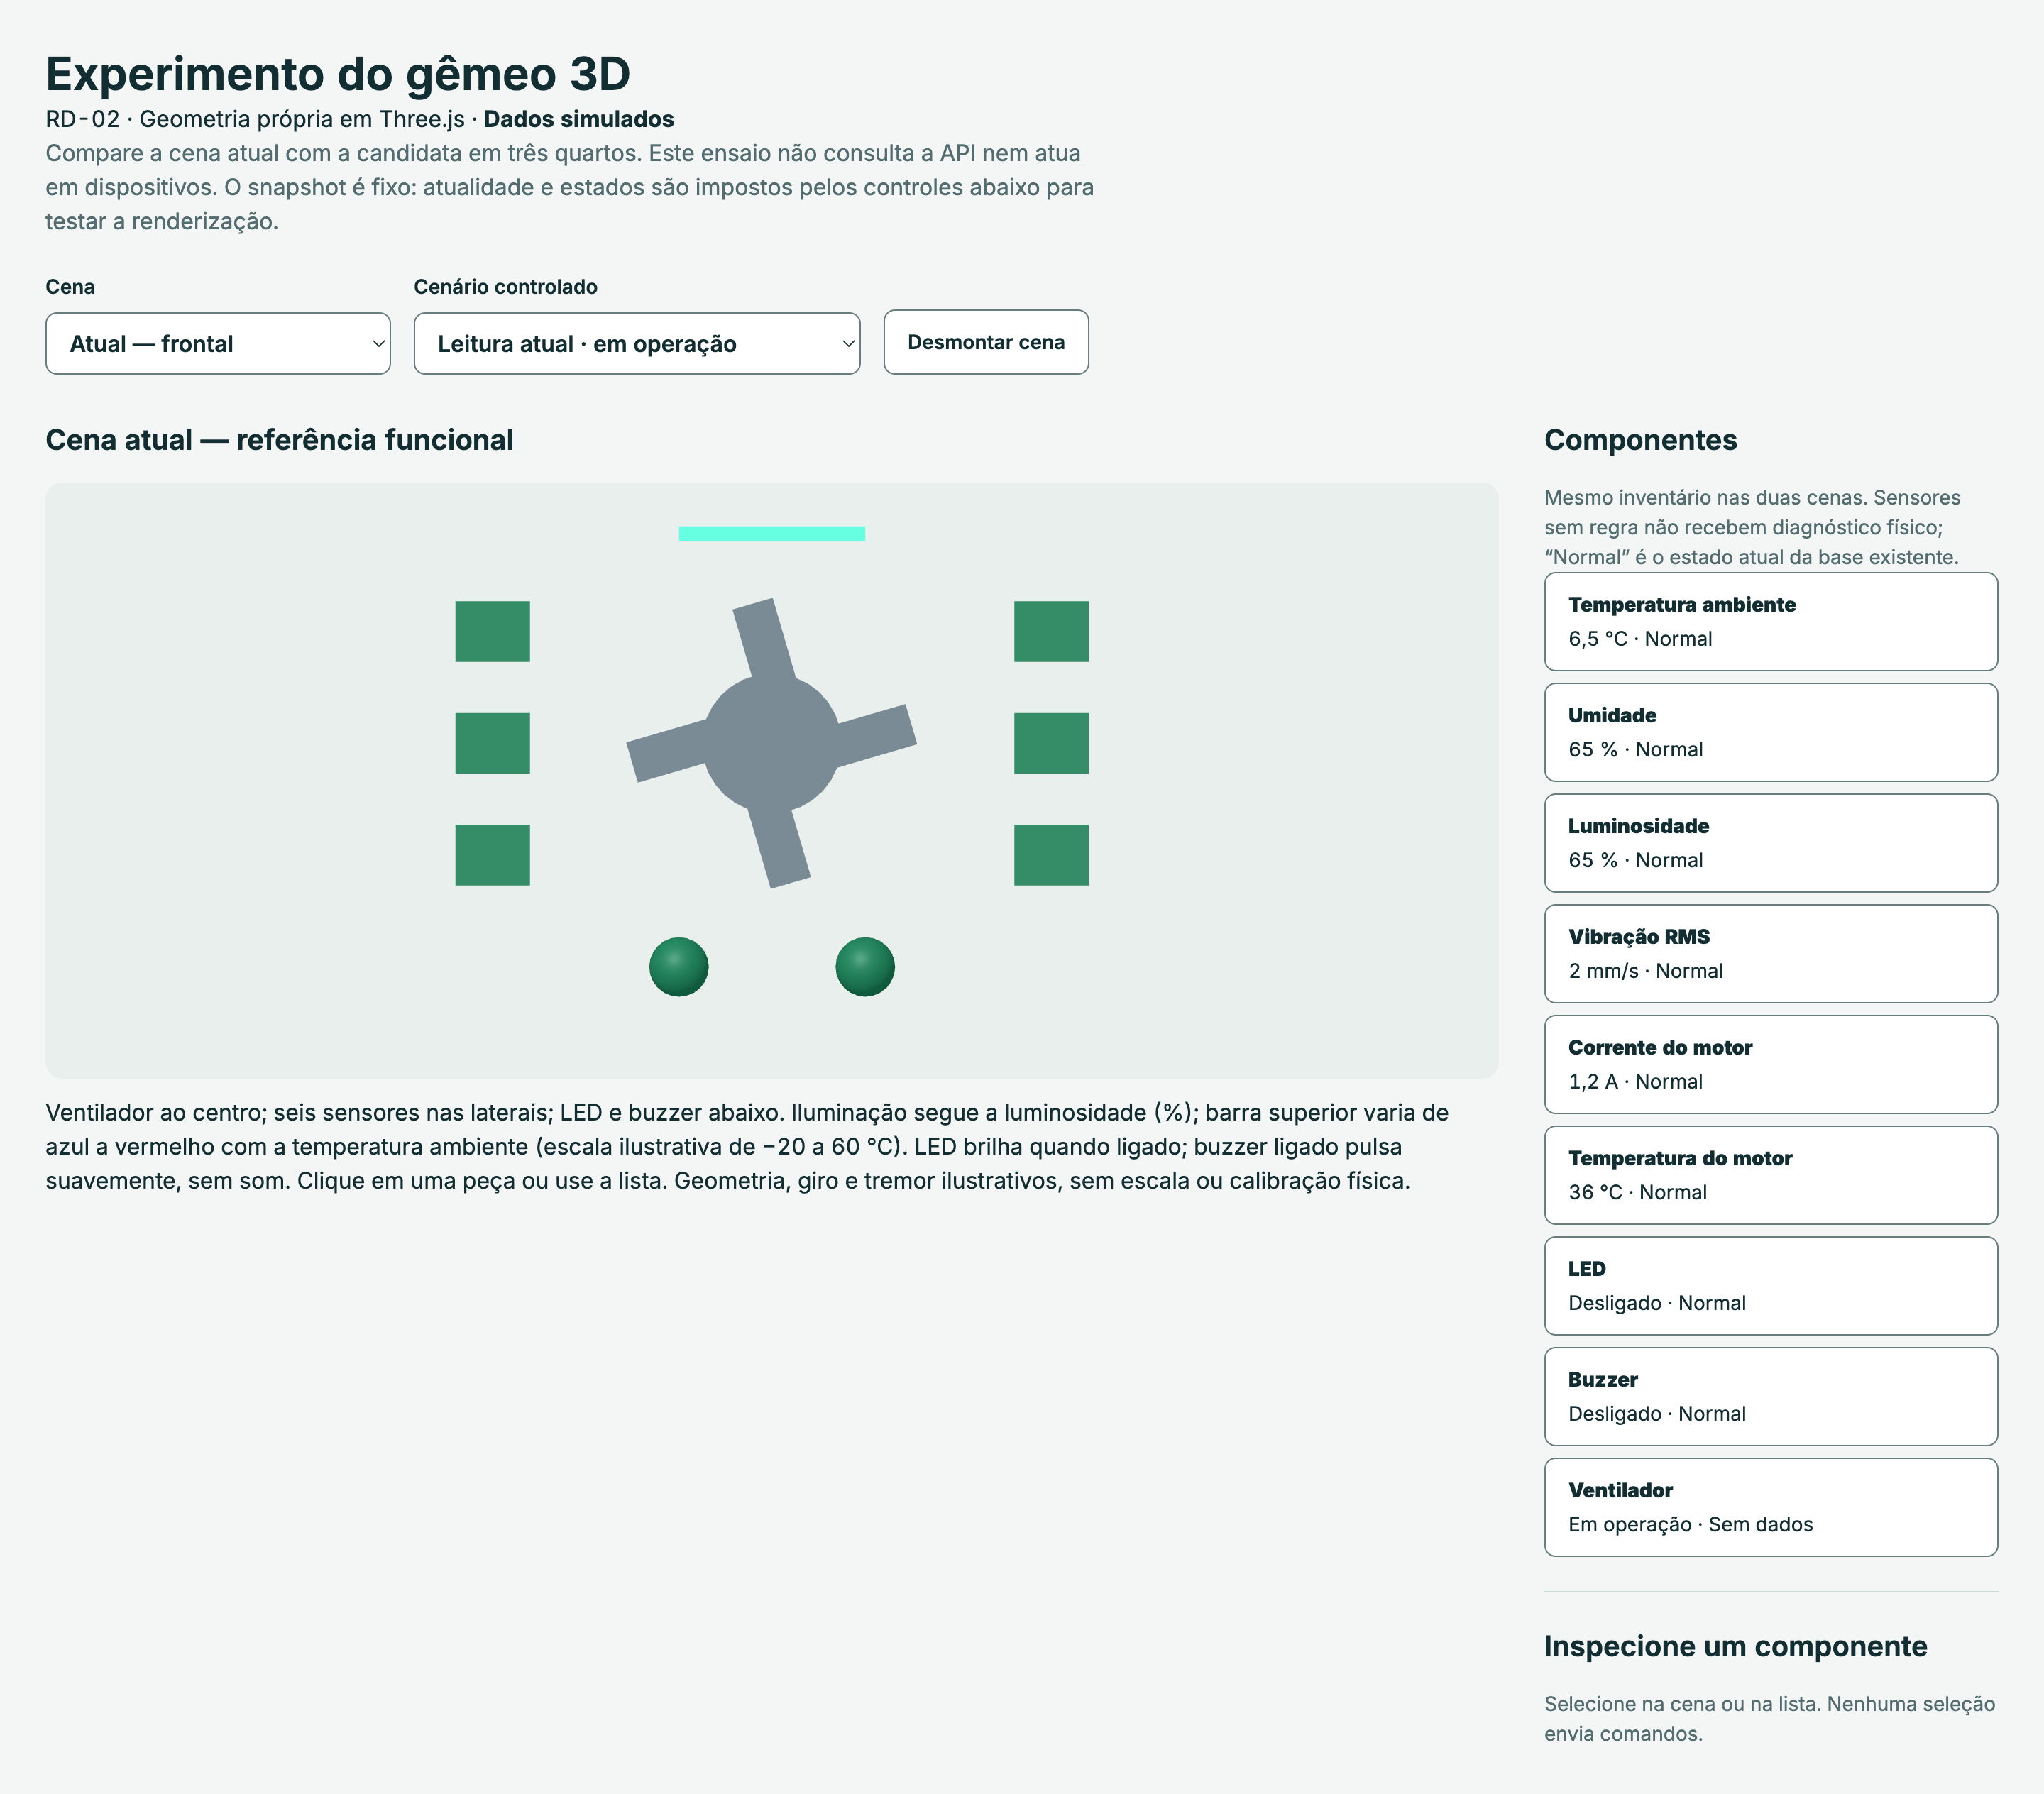 Experimento do gêmeo 3D
RD-02 · Geometria própria em Three.js · Dados simulados
Compare a cena atual com a candidata em três quartos. Este ensaio não consulta a API nem atua
em dispositivos. O snapshot é fixo: atualidade e estados são impostos pelos controles abaixo para
testar a renderização.
Cena
Cenário controlado
Atual — frontal
Leitura atual · em operação
Desmontar cena
Cena atual — referência funcional
Ventilador ao centro; seis sensores nas laterais; LED e buzzer abaixo. Iluminação segue a luminosidade (%); barra superior varia de
azul a vermelho com a temperatura ambiente (escala ilustrativa de −20 a 60 °C). LED brilha quando ligado; buzzer ligado pulsa
suavemente, sem som. Clique em uma peça ou use a lista. Geometria, giro e tremor ilustrativos, sem escala ou calibração física.
Componentes
Mesmo inventário nas duas cenas. Sensores
sem regra não recebem diagnóstico físico;
“Normal” é o estado atual da base existente.
Temperatura ambiente
6,5 °C · Normal
Umidade
65 % · Normal
Luminosidade
65 % · Normal
Vibração RMS
2 mm/s · Normal
Corrente do motor
1,2 A · Normal
Temperatura do motor
36 °C · Normal
LED
Desligado · Normal
Buzzer
Desligado · Normal
Ventilador
Em operação · Sem dados
Inspecione um componente
Selecione na cena ou na lista. Nenhuma seleção
envia comandos.